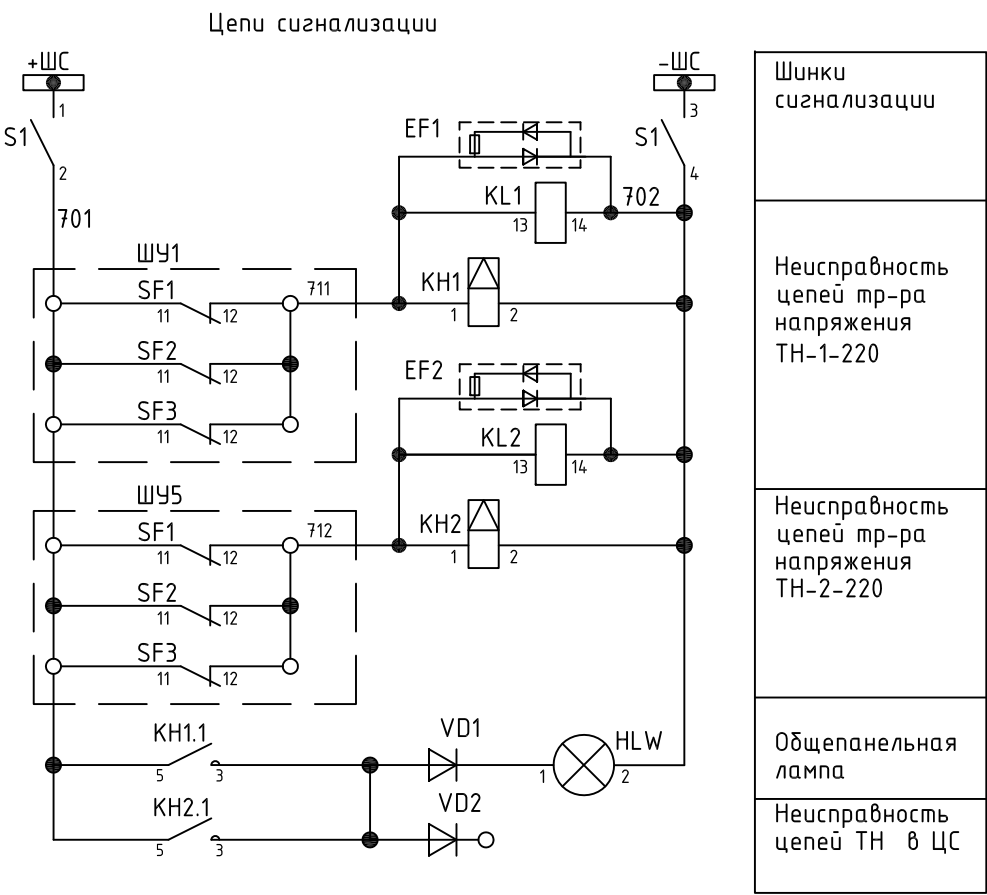 Цепи сигнализации
+ШС
-ШС
Шинки
сигнализации
1
3
S1
EF1
S1
2
4
KL1
702
701
13
14
ШУ1
Неисправность
цепей тр-ра
напряжения
ТН-1-220
SF1
711
KH1
11
12
1
2
SF2
11
12
EF2
SF3
11
12
KL2
13
14
ШУ5
Неисправность
цепей тр-ра
напряжения
ТН-2-220
SF1
712
KH2
11
12
1
2
SF2
11
12
SF3
11
12
KH1.1
VD1
HLW
Общепанельная
лампа
5
3
1
2
KH2.1
VD2
Неисправность
цепей ТН в ЦС
5
3